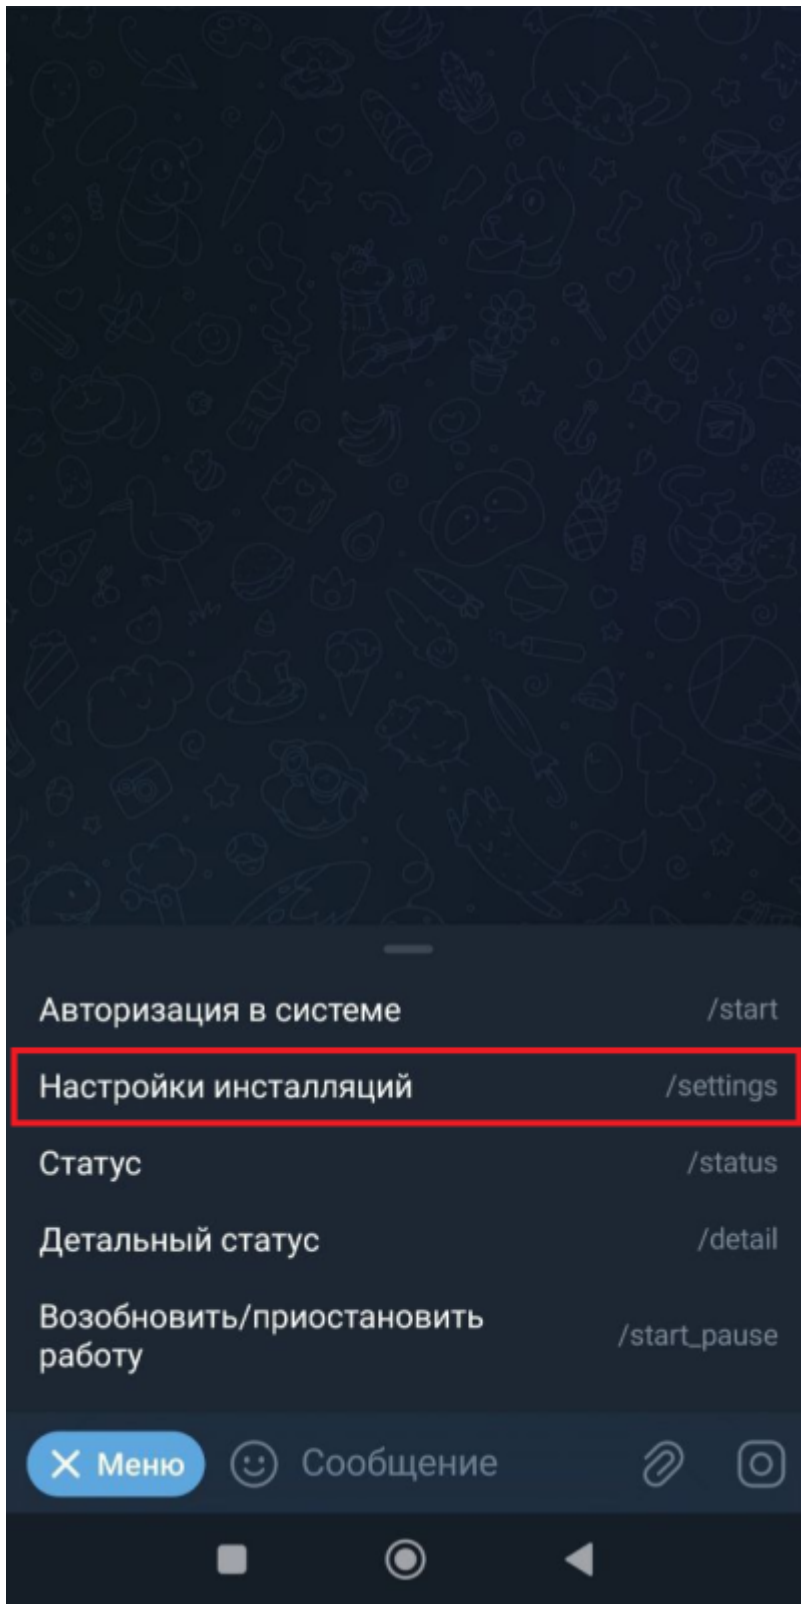 Авторизация в системе /start
Настройки инсталляций /settings
Статус /status
Детальный статус /detail
Возобновить/приостановить
работу /start_pause
Меню Сообщение